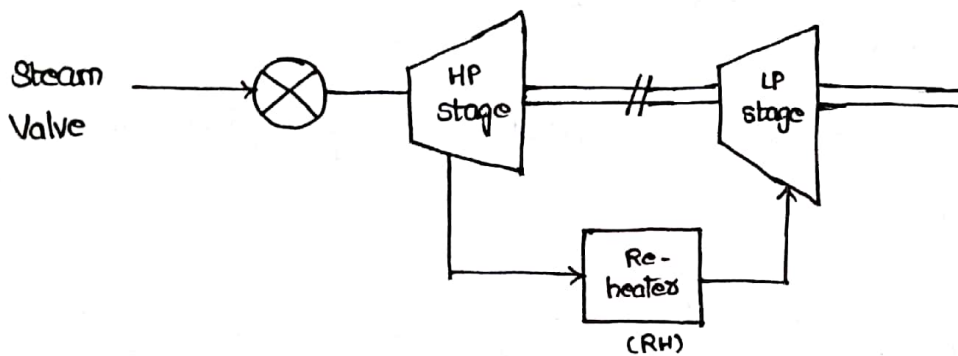 Steam
Valve
HP
stage
LP
stage
Re-
heater
(RH)